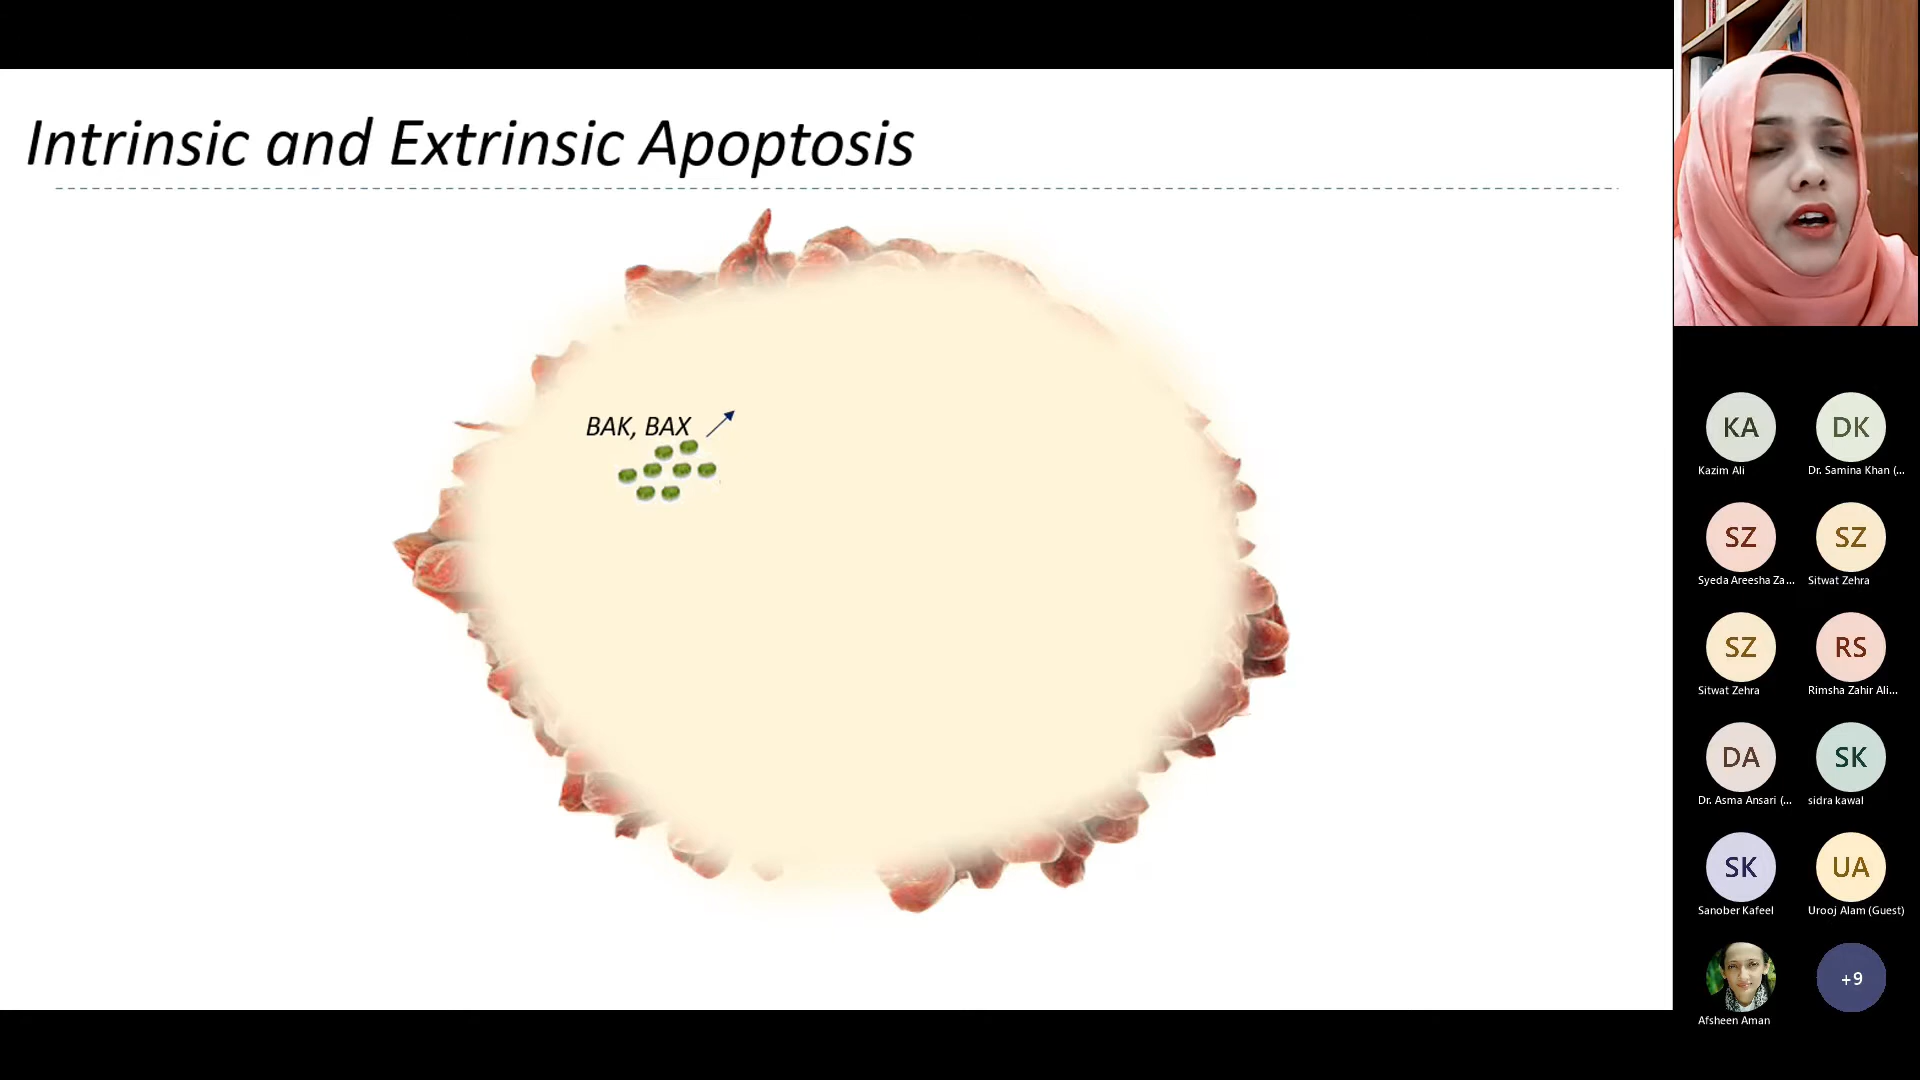 Intrinsic and Extrinsic Apoptosis
BAK, BAX
KA
DK
Kazim Ali
Dr. Samina Khan (...
SZ
SZ
Syeda Areesha Za...
Sitwat Zehra
SZ
RS
Sitwat Zehra
Rimsha Zahir Ali...
DA
SK
Dr. Asma Ansari (...
sidra kawal
SK
UA
Sanober Kafeel
Urooj Alam (Guest)
+9
Afsheen Aman